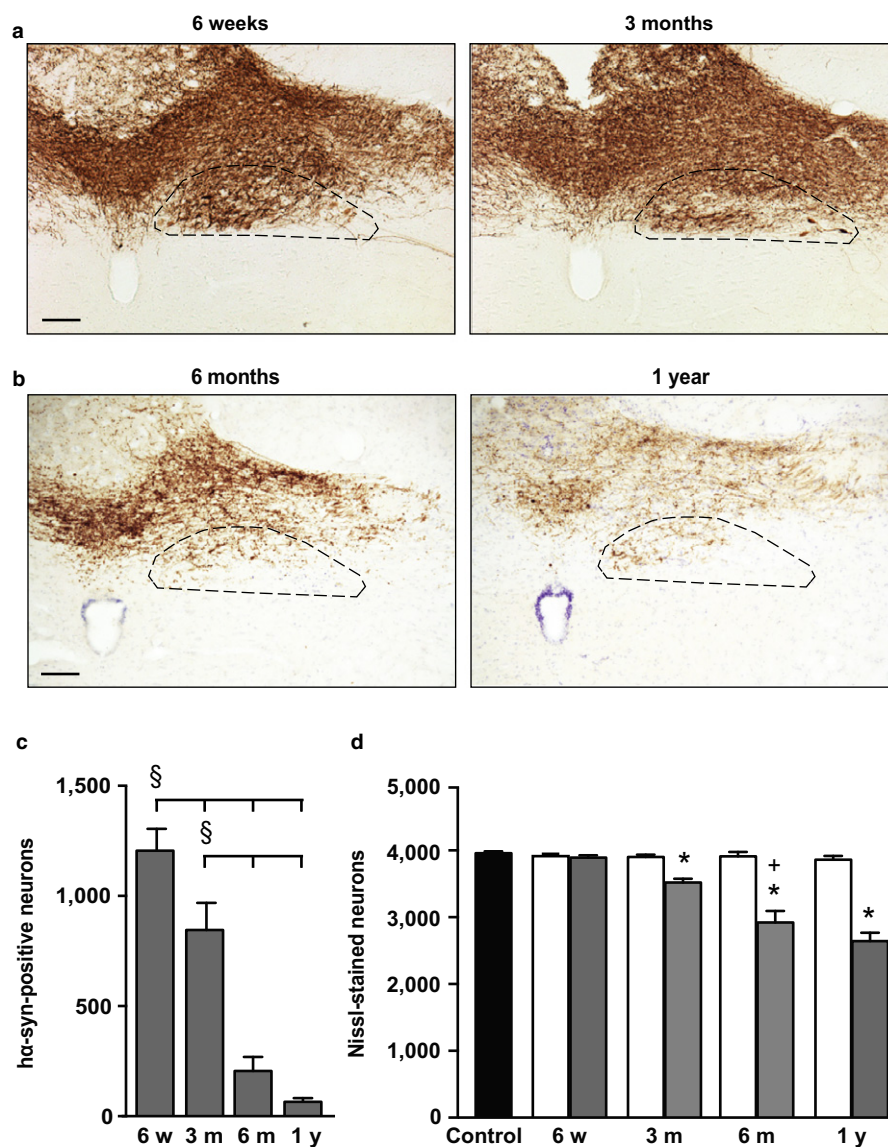 a
6 weeks
3 months
b
6 months
1 year
c
hα-syn-positive neurons
1,500
1,000
500
0
§
§
6 w 3 m 6 m 1 y
d
Nissl-stained neurons
5,000
4,000
3,000
2,000
1,000
0
*
+
*
*
Control 6 w 3 m 6 m 1 y